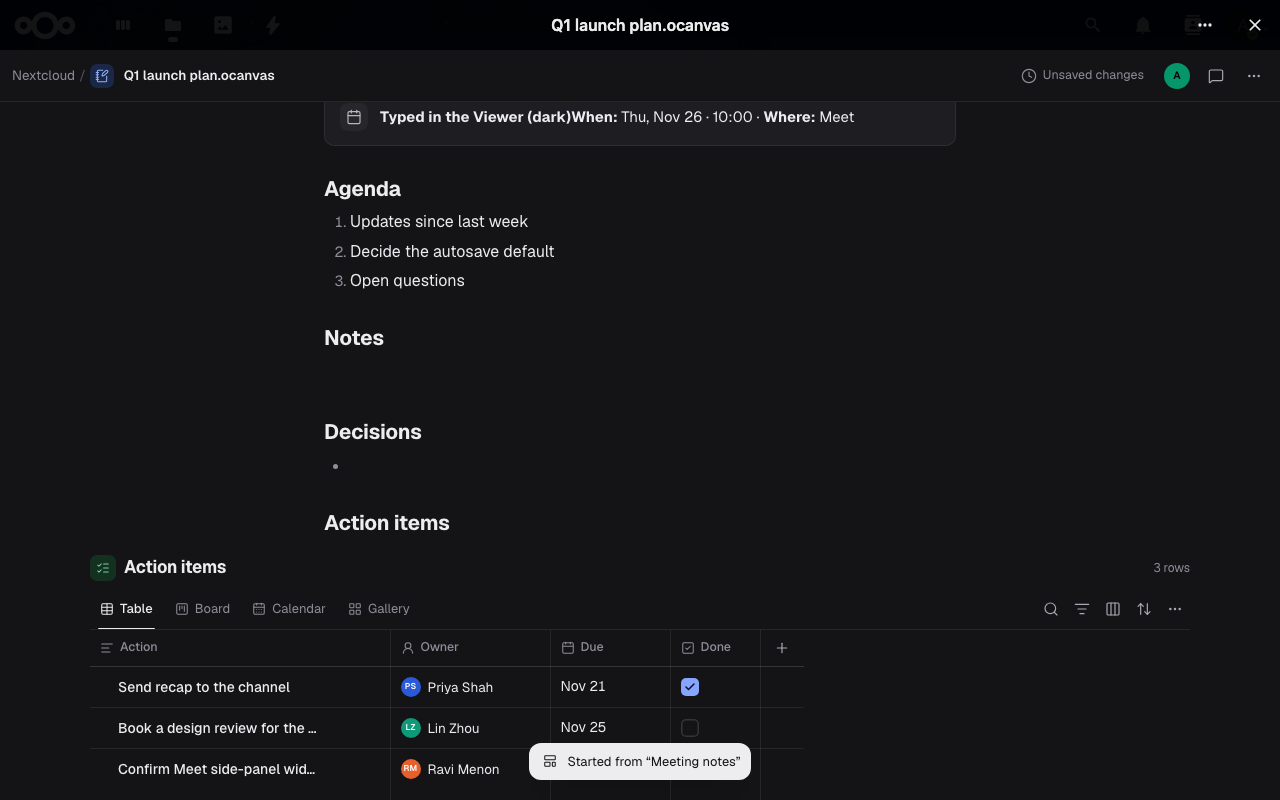 Q1 launch plan.ocanvas
Nextcloud / Q1 launch plan.ocanvas
Unsaved changes
A
Typed in the Viewer (dark)When: Thu, Nov 26 · 10:00 · Where: Meet
Agenda
1. Updates since last week
2. Decide the autosave default
3. Open questions
Notes
Decisions
Action items
Action items
3 rows
Table Board Calendar Gallery
Action Owner Due Done
Send recap to the channel PS Priya Shah Nov 21
Book a design review for the ... LZ Lin Zhou Nov 25
Confirm Meet side-panel wid... RM Ravi Menon
Started from “Meeting notes”